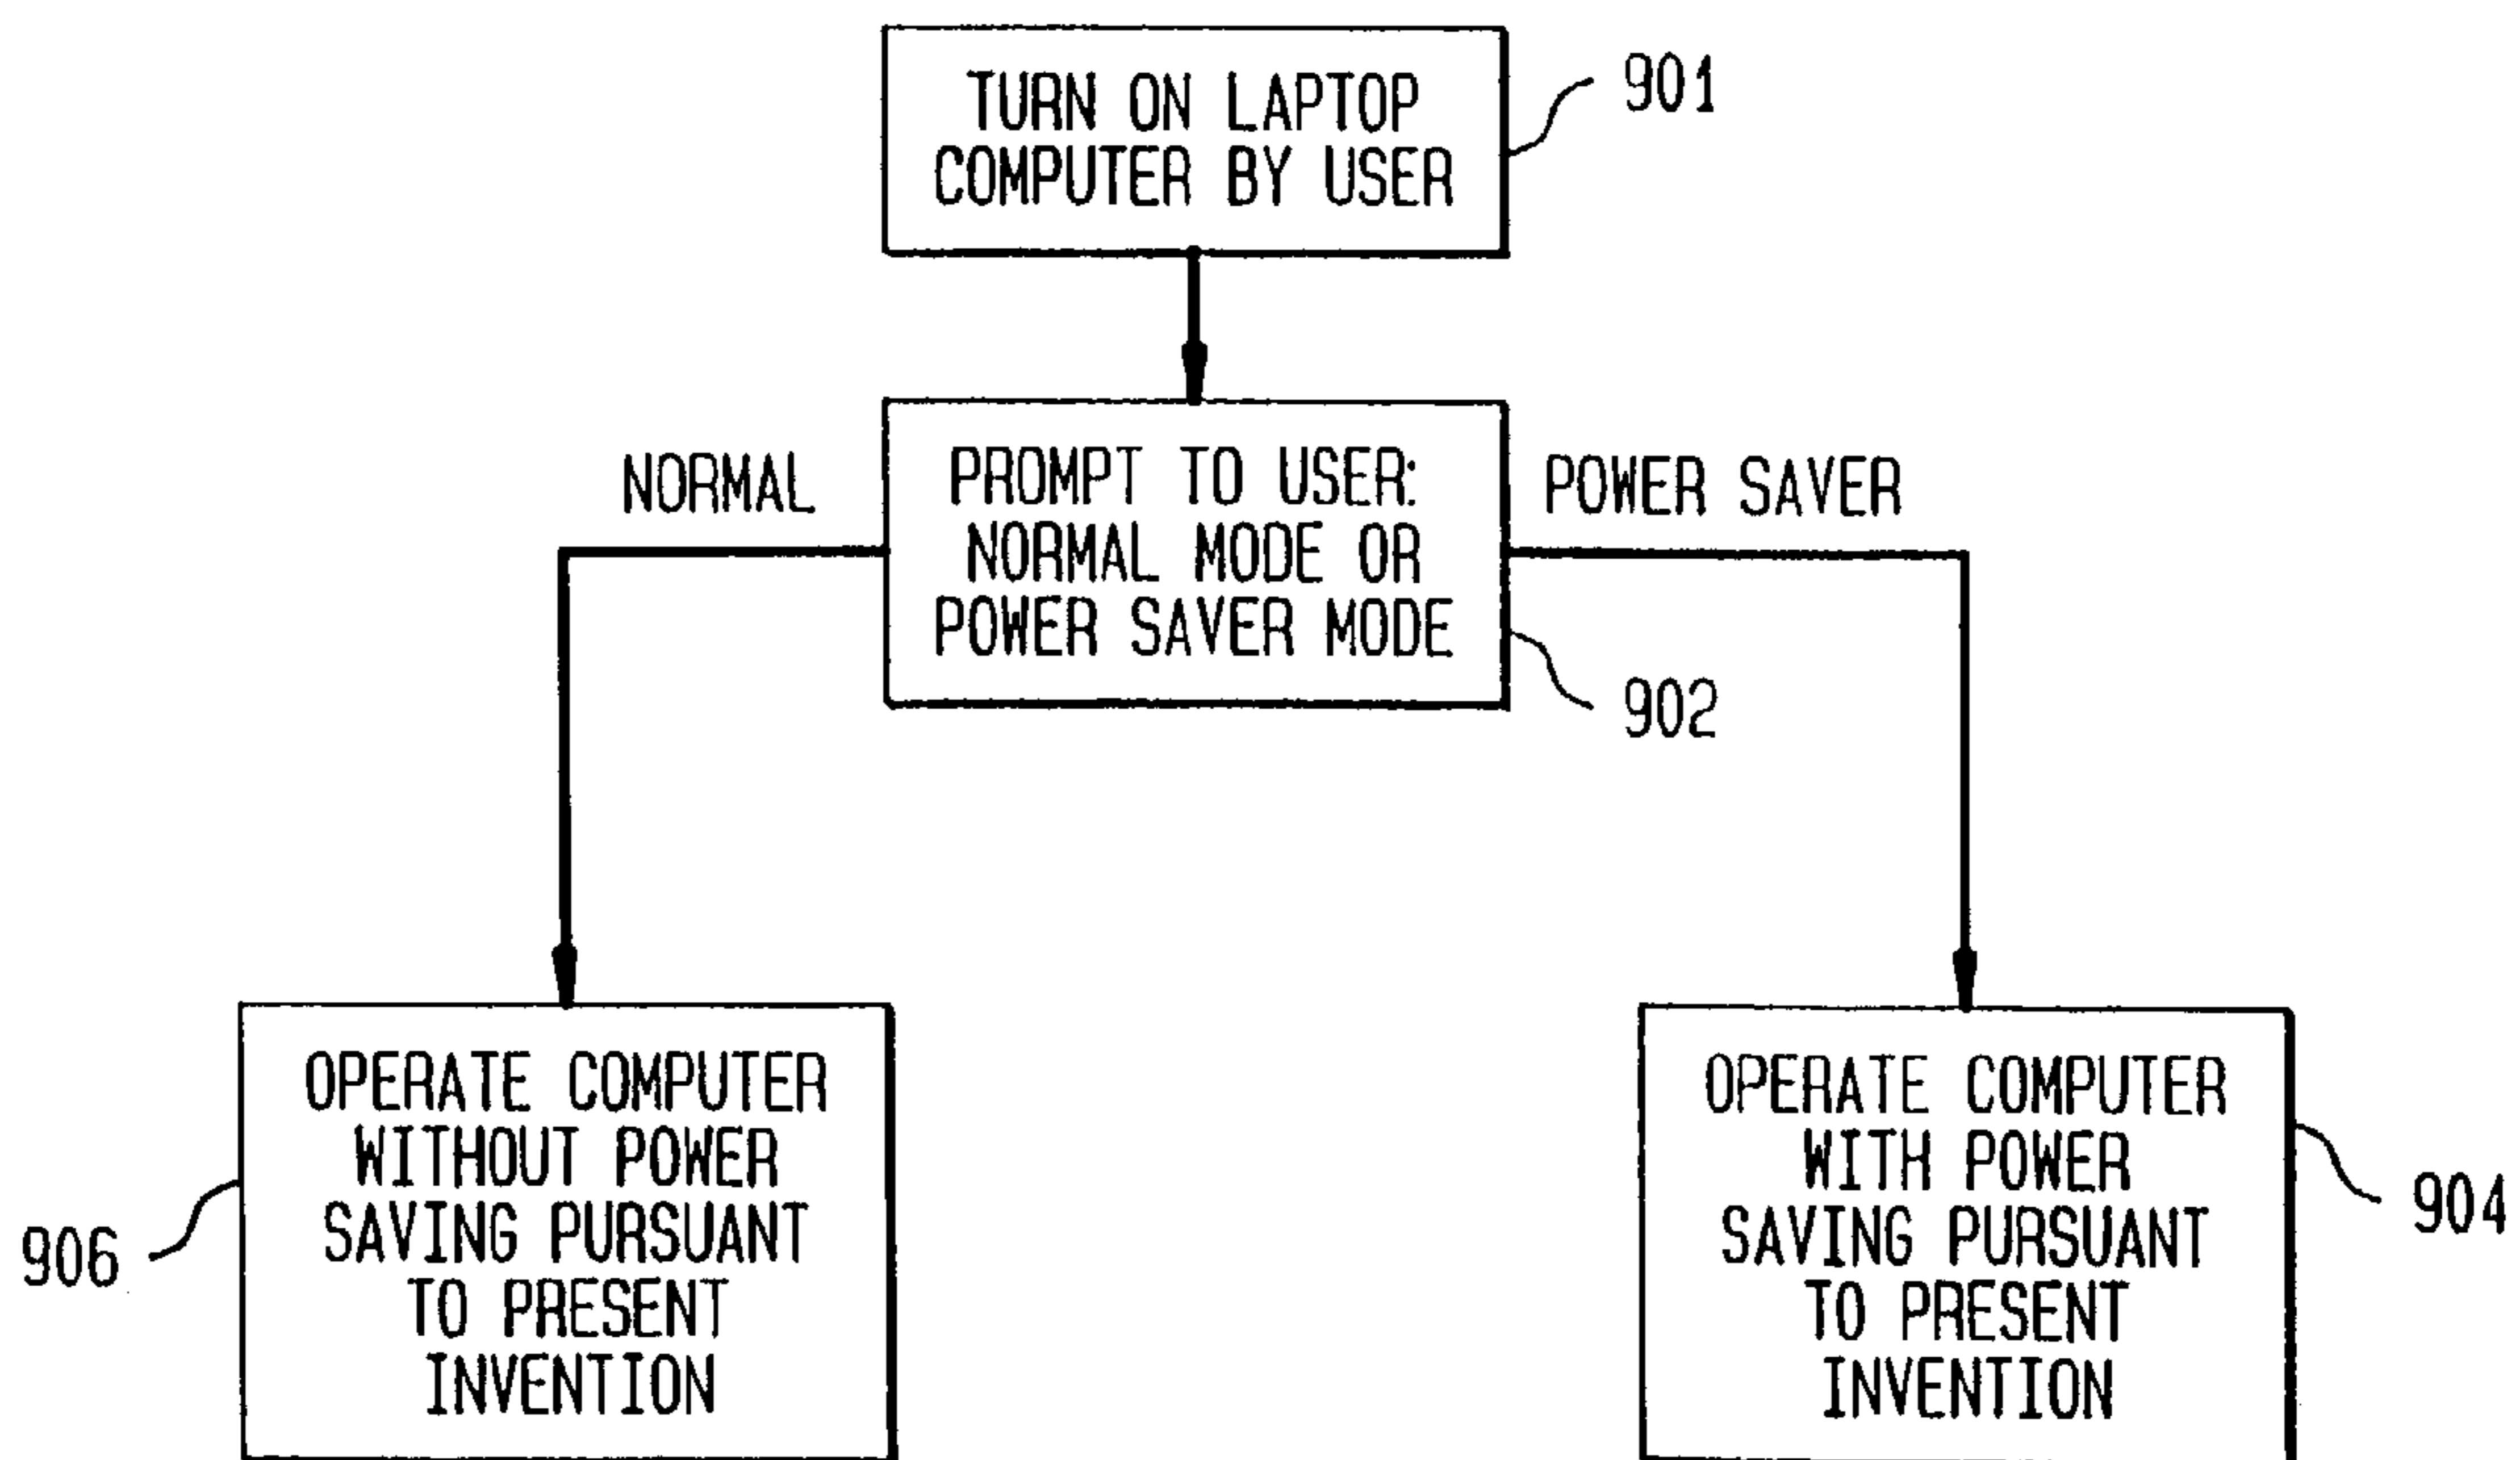 TURN ON LAPTOP
COMPUTER BY USER
901
NORMAL
PROMPT TO USER:
NORMAL MODE OR
POWER SAVER MODE
POWER SAVER
902
OPERATE COMPUTER
WITHOUT POWER
SAVING PURSUANT
TO PRESENT
INVENTION
906
OPERATE COMPUTER
WITH POWER
SAVING PURSUANT
TO PRESENT
INVENTION
904